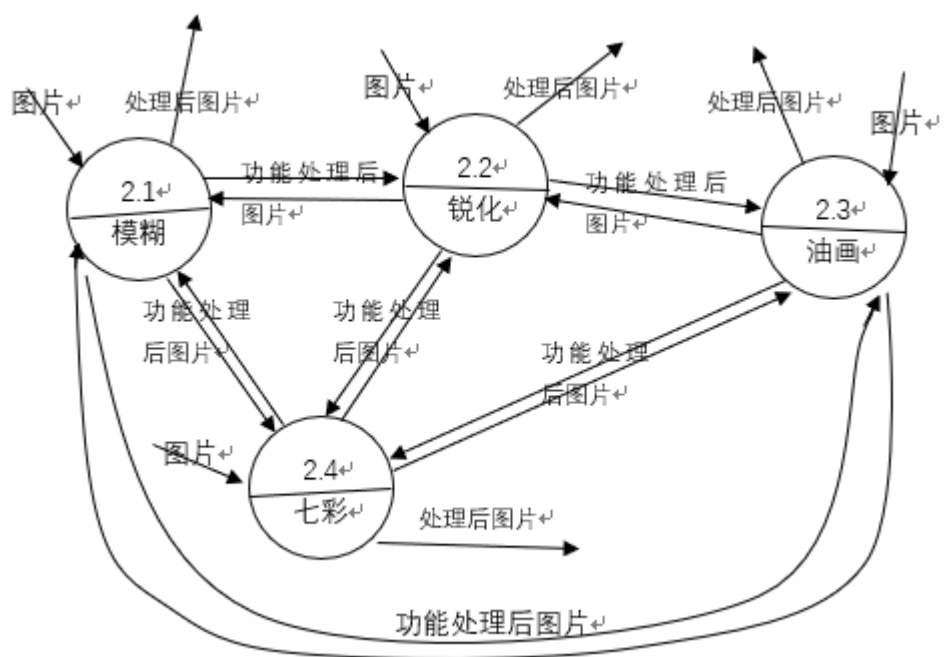 图片
处理后图片
图片
处理后图片
处理后图片
图片
2.1
模糊
功能处理后
图片
2.2
锐化
功能处理后
图片
2.3
油画
功能处理
后图片
功能处理
后图片
功能处理
后图片
图片
2.4
七彩
处理后图片
功能处理后图片